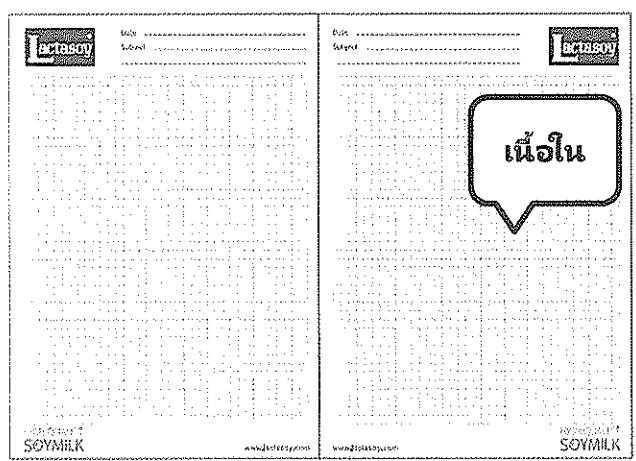 Lactasoy
Date
Subject
Date
Subject
Lactasoy
เนื้อใน
SOYMILK
www.lactasoy.com
www.lactasoy.com
SOYMILK